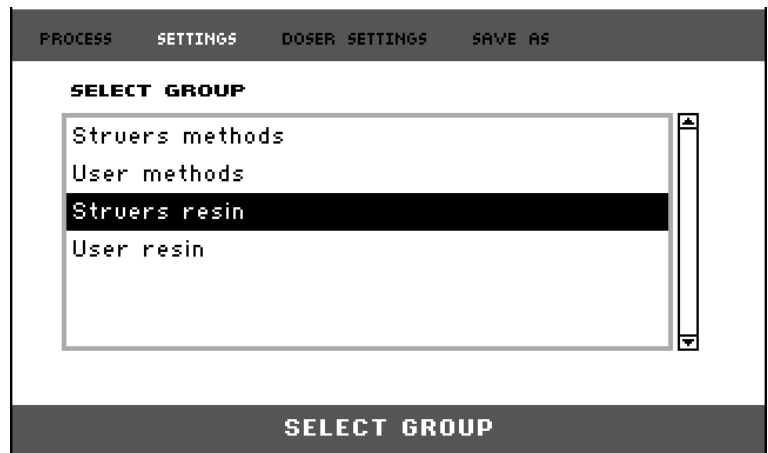 PROCESS SETTINGS DOSER SETTINGS SAVE AS
SELECT GROUP
Struers methods
User methods
Struers resin
User resin
SELECT GROUP